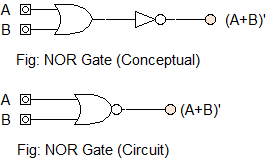 A
B
(A+B)'
Fig: NOR Gate (Conceptual)
A
B
(A+B)'
Fig: NOR Gate (Circuit)